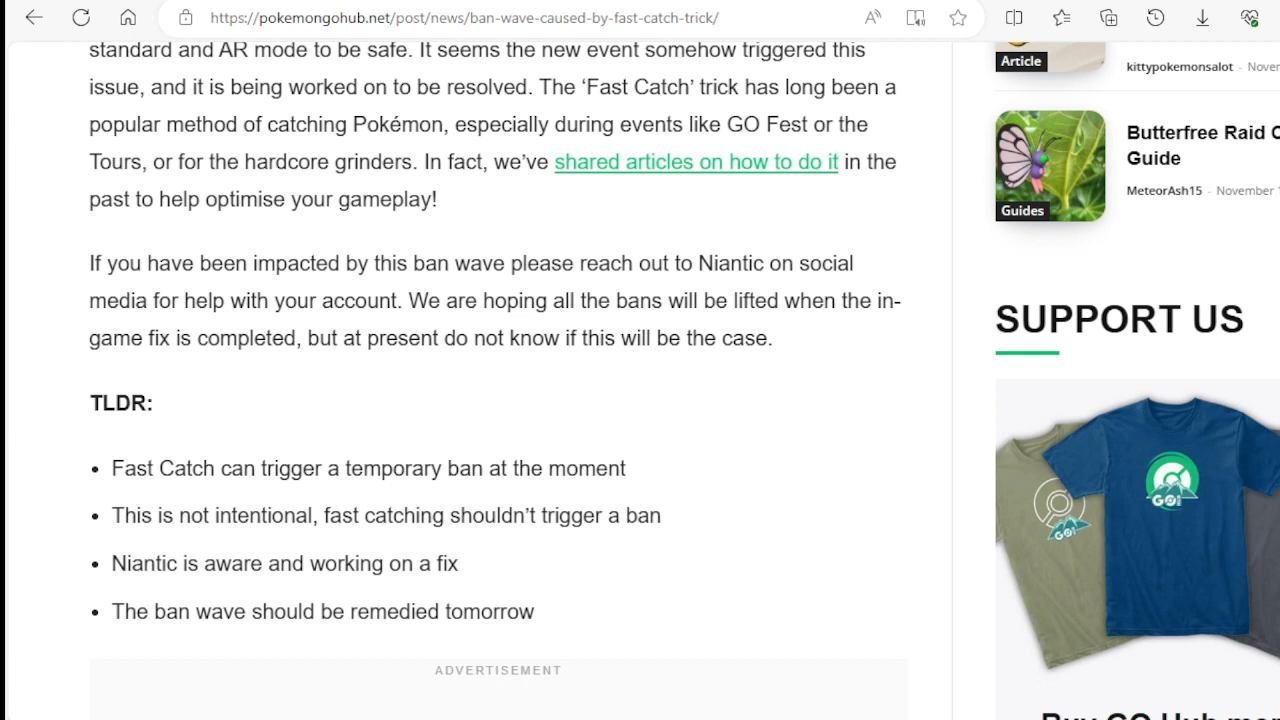 https://pokemongohub.net/post/news/ban-wave-caused-by-fast-catch-trick/
standard and AR mode to be safe. It seems the new event somehow triggered this
issue, and it is being worked on to be resolved. The ‘Fast Catch’ trick has long been a
popular method of catching Pokémon, especially during events like GO Fest or the
Tours, or for the hardcore grinders. In fact, we’ve shared articles on how to do it in the
past to help optimise your gameplay!
If you have been impacted by this ban wave please reach out to Niantic on social
media for help with your account. We are hoping all the bans will be lifted when the in-
game fix is completed, but at present do not know if this will be the case.
TLDR:
• Fast Catch can trigger a temporary ban at the moment
• This is not intentional, fast catching shouldn’t trigger a ban
• Niantic is aware and working on a fix
• The ban wave should be remedied tomorrow
ADVERTISEMENT
Article
kittypokemonsalot - Nover
Butterfree Raid C
Guide
Guides
MeteorAsh15 - November 1
SUPPORT US
GO!
GO!
Buy GO Hub mer